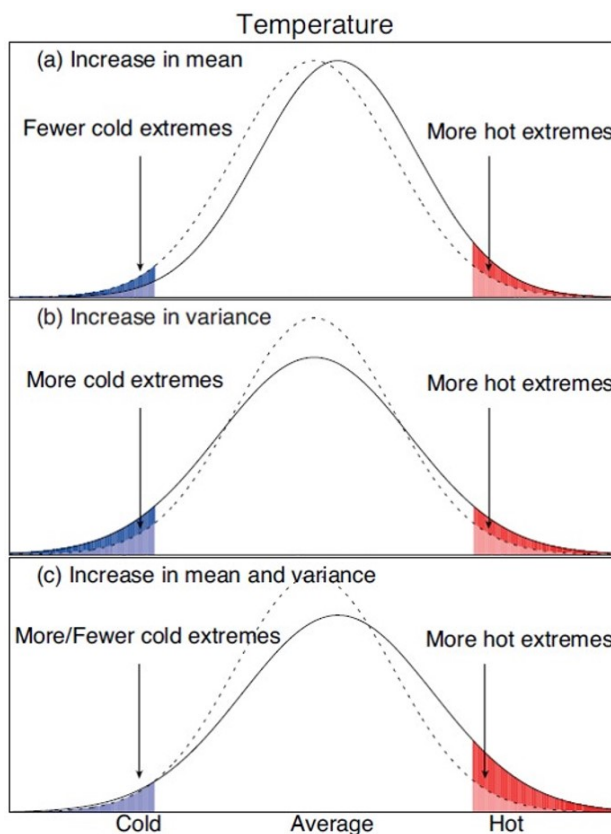 Temperature
(a) Increase in mean
Fewer cold extremes
More hot extremes
(b) Increase in variance
More cold extremes
More hot extremes
(c) Increase in mean and variance
More/Fewer cold extremes
More hot extremes
Cold
Average
Hot